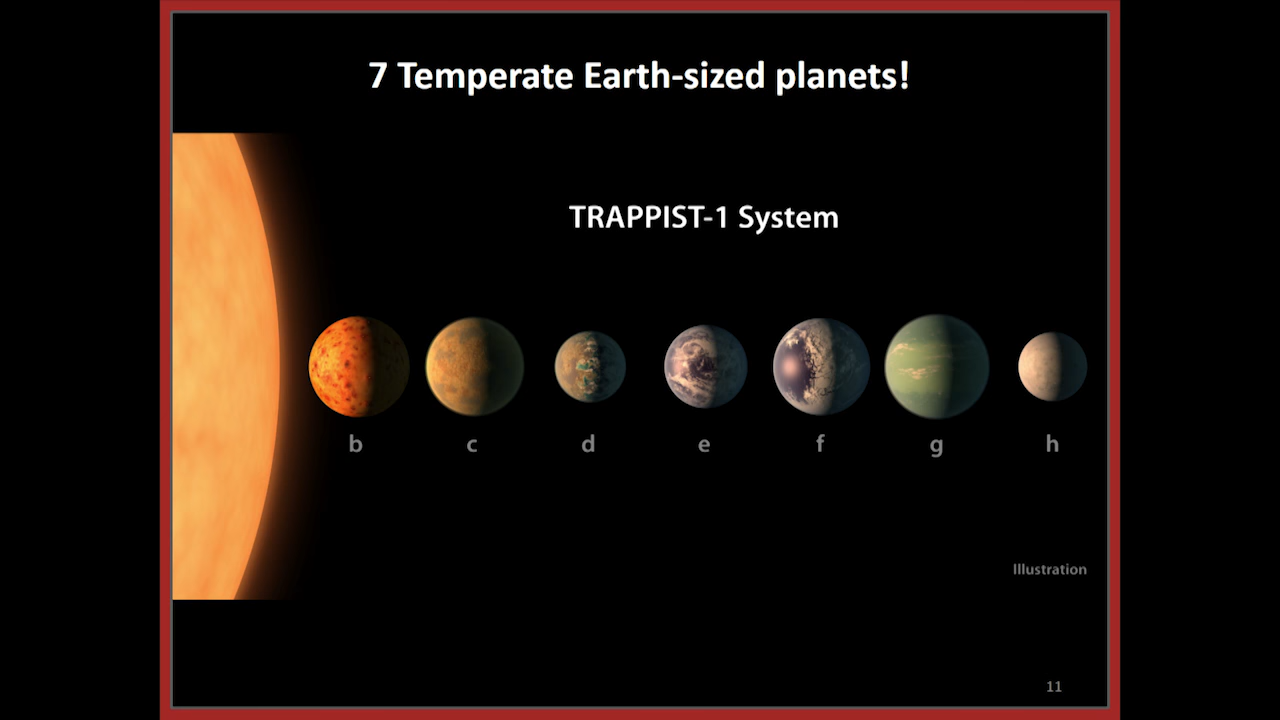 7 Temperate Earth-sized planets!
TRAPPIST-1 System
b c d e f g h
Illustration
11